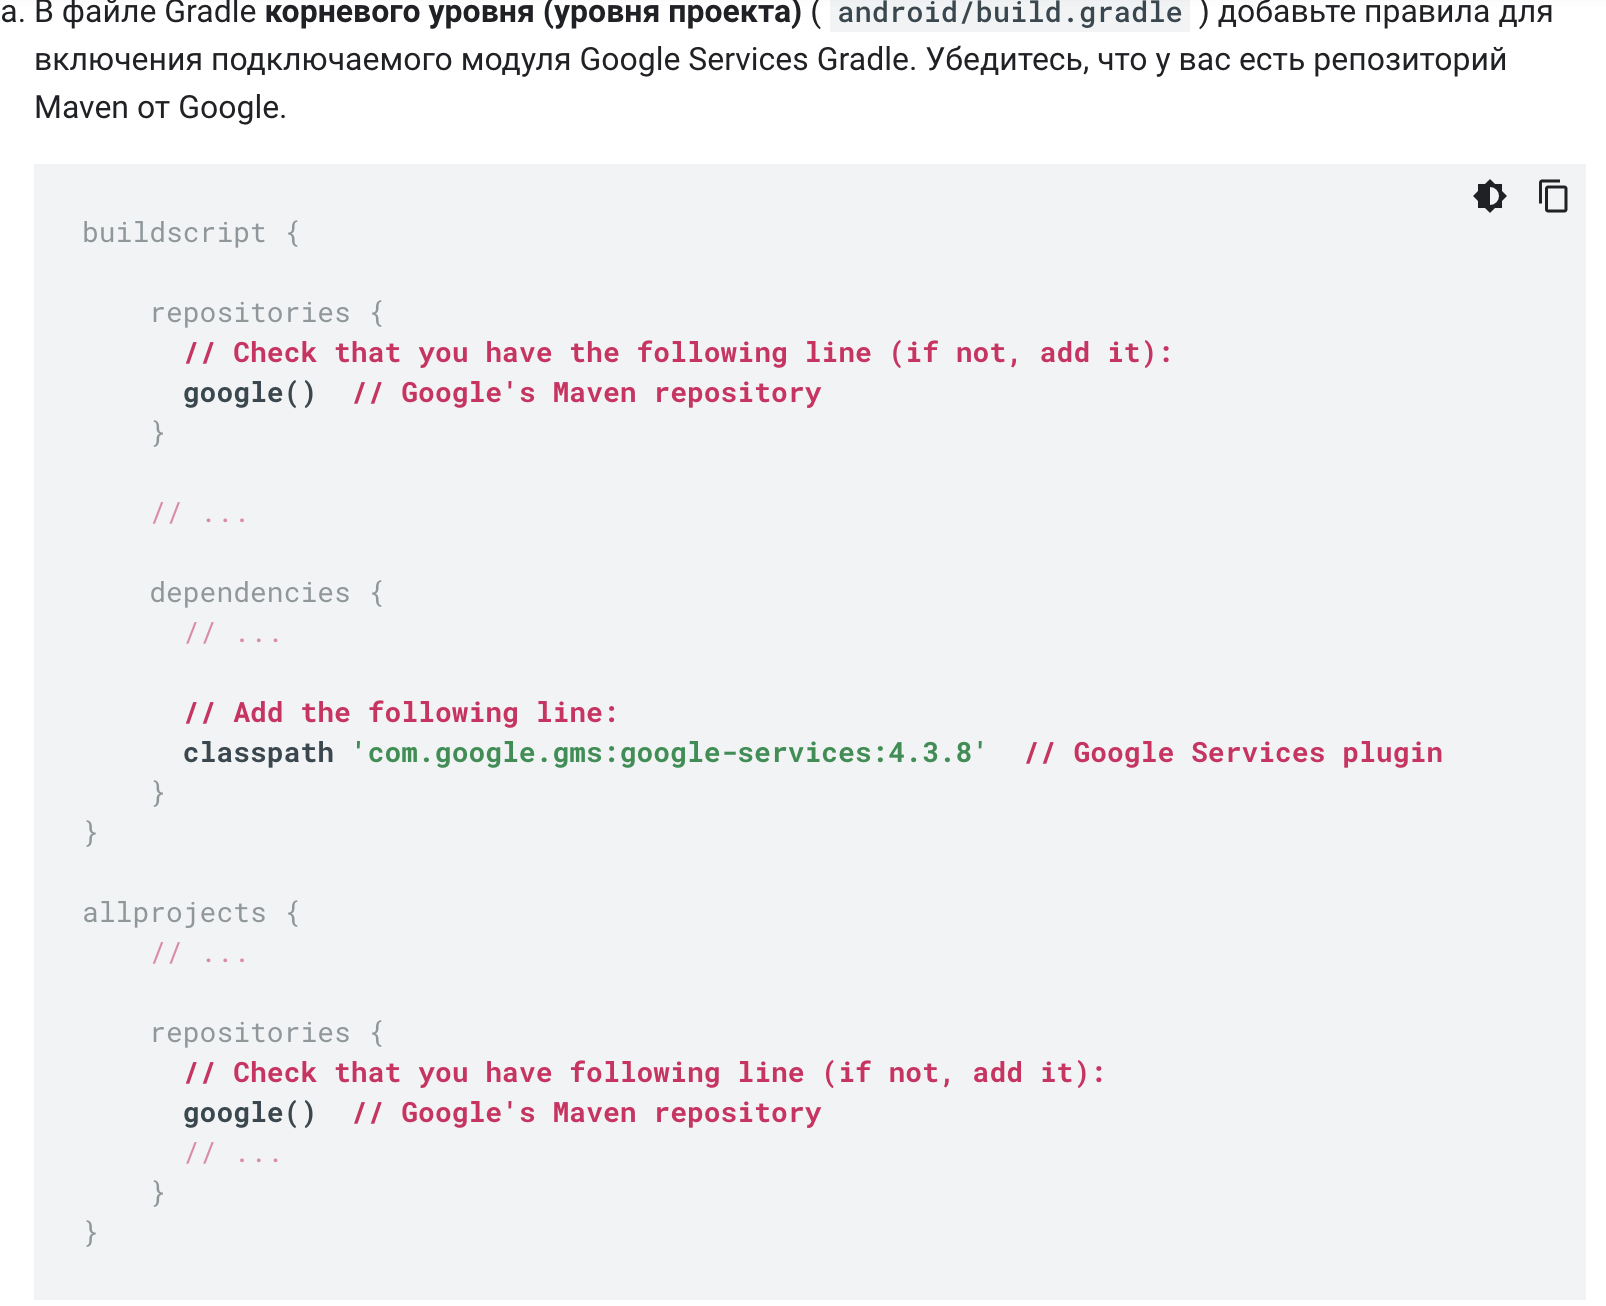 a. В файле Gradle корневого уровня (уровня проекта) ( android/build.gradle ) добавьте правила для
включения подключаемого модуля Google Services Gradle. Убедитесь, что у вас есть репозиторий
Maven от Google.
buildscript {
repositories {
// Check that you have the following line (if not, add it):
google()  // Google's Maven repository
}
// ...
dependencies {
// ...
// Add the following line:
classpath 'com.google.gms:google-services:4.3.8'  // Google Services plugin
}
}
allprojects {
// ...
repositories {
// Check that you have following line (if not, add it):
google()  // Google's Maven repository
// ...
}
}